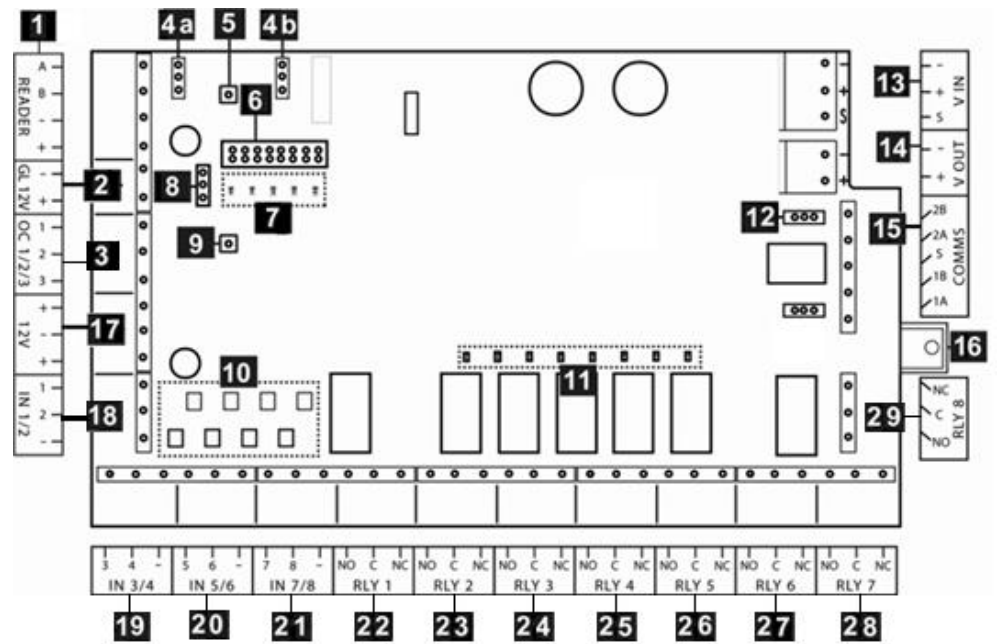 1
4a
5
4b
A
B
-
+
READER
6
-
+
S
13
-
+
S
V IN
2
-
+
GL 12V
8
7
-
+
14
-
+
V OUT
3
1
2
3
OC 1/2/3
9
12
15
2B
2A
S
1B
1A
COMMS
17
+
-
+
12V
16
10
11
18
1
2
-
IN 1/2
29
NC
C
NO
RLY 8
3 4 - 5 6 - 7 8 - NO C NC NO C NC NO C NC NO C NC NO C NC NO C NC NO C NC
IN 3/4 IN 5/6 IN 7/8 RLY 1 RLY 2 RLY 3 RLY 4 RLY 5 RLY 6 RLY 7
19 20 21 22 23 24 25 26 27 28